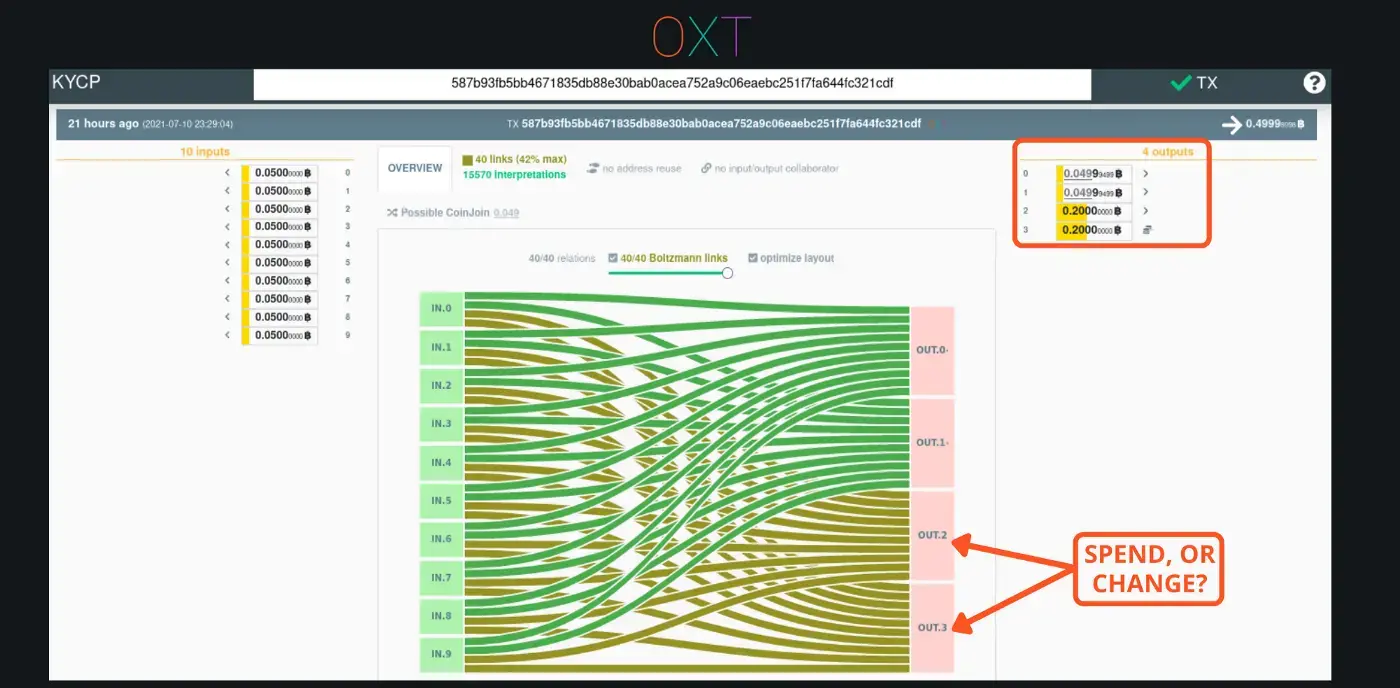 OXT
KYCP
587b93fb5bb4671835db88e30bab0acea752a9c06eaebc251f7fa644fc321cdf
TX
?
21 hours ago (2021-07-10 23:29:04)
TX 587b93fb5bb4671835db88e30bab0acea752a9c06eaebc251f7fa644fc321cdf
0.4999
10 inputs
0.05000000 ฿ 0
0.05000000 ฿ 1
0.05000000 ฿ 2
0.05000000 ฿ 3
0.05000000 ฿ 4
0.05000000 ฿ 5
0.05000000 ฿ 6
0.05000000 ฿ 7
0.05000000 ฿ 8
0.05000000 ฿ 9
OVERVIEW
40 links (42% max)
15570 interpretations
no address reuse
no input/output collaborator
Possible CoinJoin 0.049
40/40 relations
40/40 Boltzmann links
optimize layout
IN.0
IN.1
IN.2
IN.3
IN.4
IN.5
IN.6
IN.7
IN.8
IN.9
OUT.0
OUT.1
OUT.2
OUT.3
4 outputs
0 0.04999499 ฿
1 0.04999499 ฿
2 0.20000000 ฿
3 0.20000000 ฿
SPEND, OR
CHANGE?